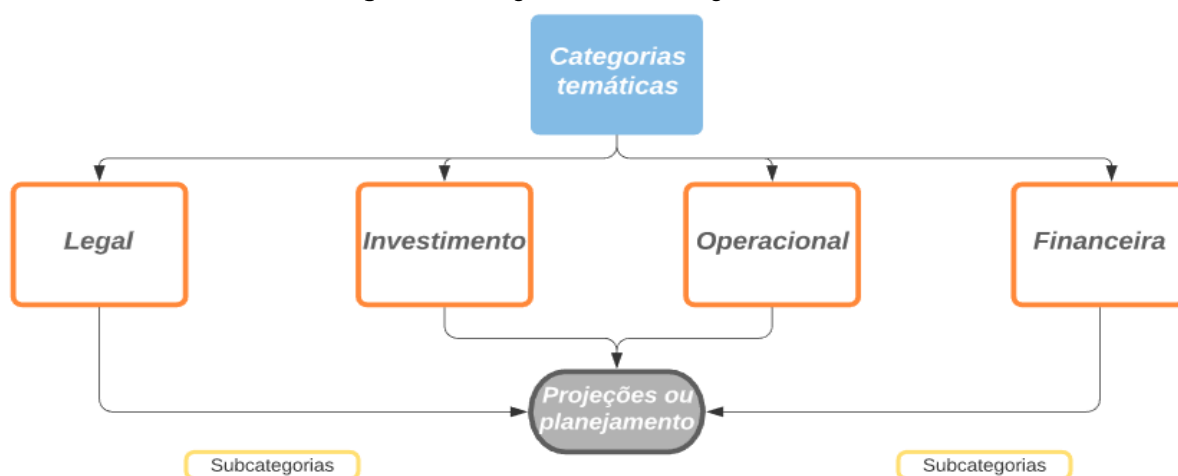 Categorias
temáticas
Legal
Investimento
Operacional
Financeira
Projeções ou
planejamento
Subcategorias
Subcategorias